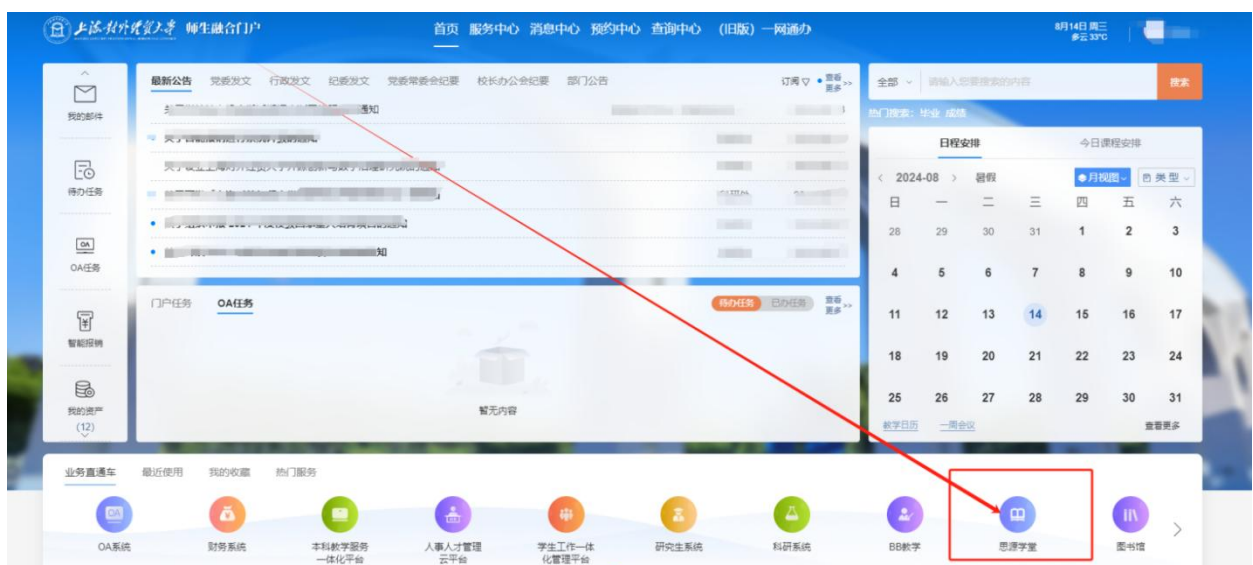 上海对外经贸大学 师生融合门户
首页 服务中心 消息中心 预约中心 查询中心 (旧版) 一网通办
8月14日 周三
多云 33°C
我的邮件
待办任务
OA
OA任务
智能报销
我的资产
(12)
最新公告 党委发文 行政发文 纪委发文 党委常委会纪要 校长办公会纪要 部门公告
订阅 查看更多 >>
通知
知
门户任务 OA任务
待办任务 已办任务 查看更多 >>
暂无内容
全部 请输入您要搜索的内容 搜索
热门搜索: 毕业 成绩
日程安排 今日课程安排
< 2024-08 > 暑假 月视图 类型
日 一 二 三 四 五 六
28 29 30 31 1 2 3
4 5 6 7 8 9 10
11 12 13 14 15 16 17
18 19 20 21 22 23 24
25 26 27 28 29 30 31
教学日历 一周会议 查看更多
业务直通车 最近使用 我的收藏 热门服务
OA
OA系统 财务系统 本科教学服务一体化平台 人事人才管理云平台 学生工作一体化管理平台 研究生系统 科研系统 BB教学 思源学堂 图书馆